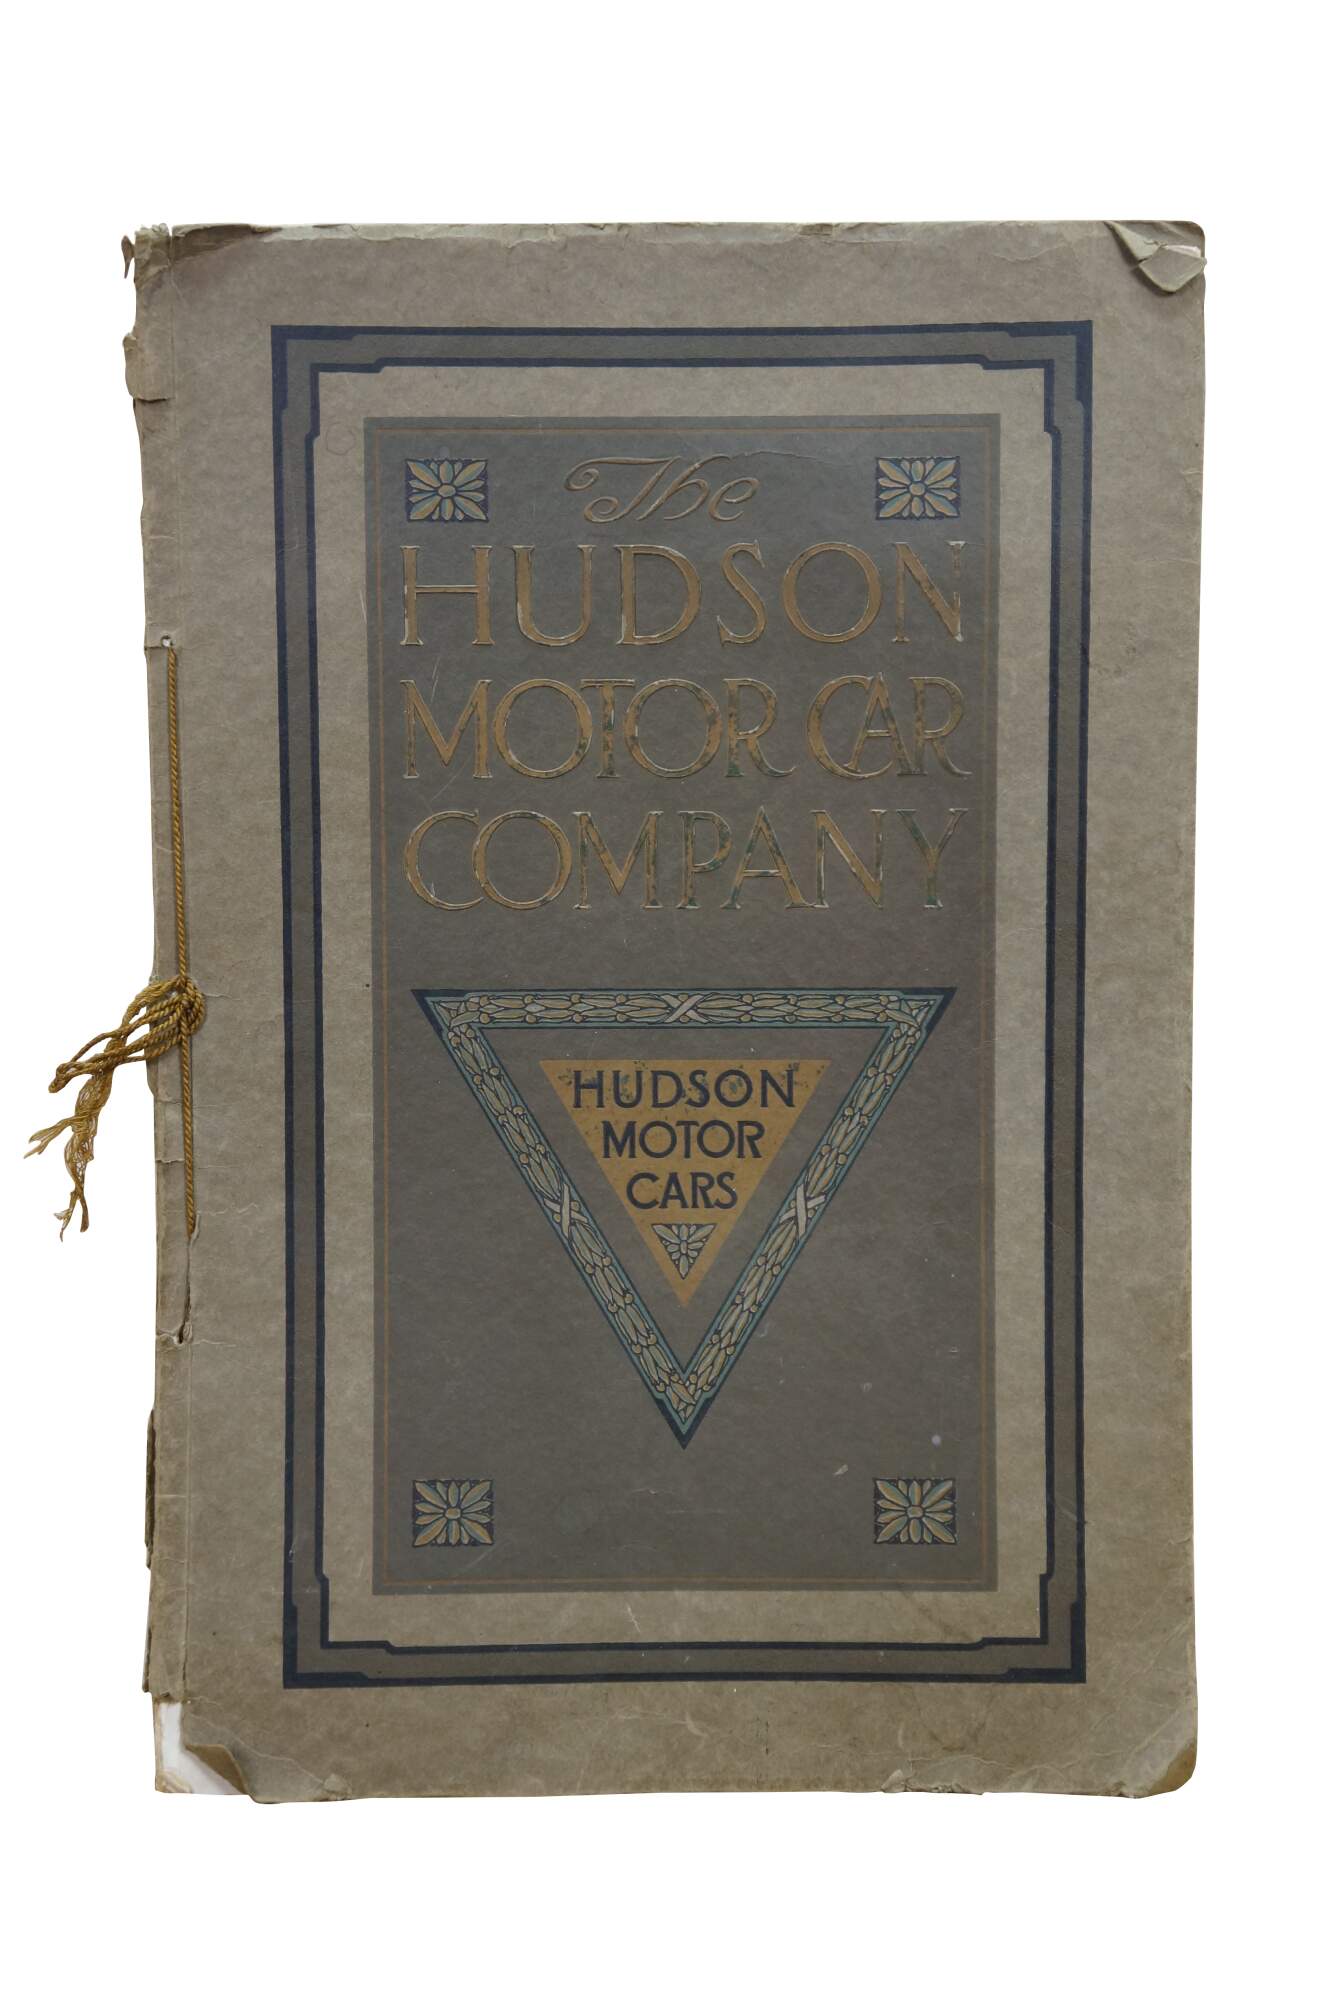 The
HUDSON
MOTOR CAR
COMPANY
HUDSON
MOTOR
CARS